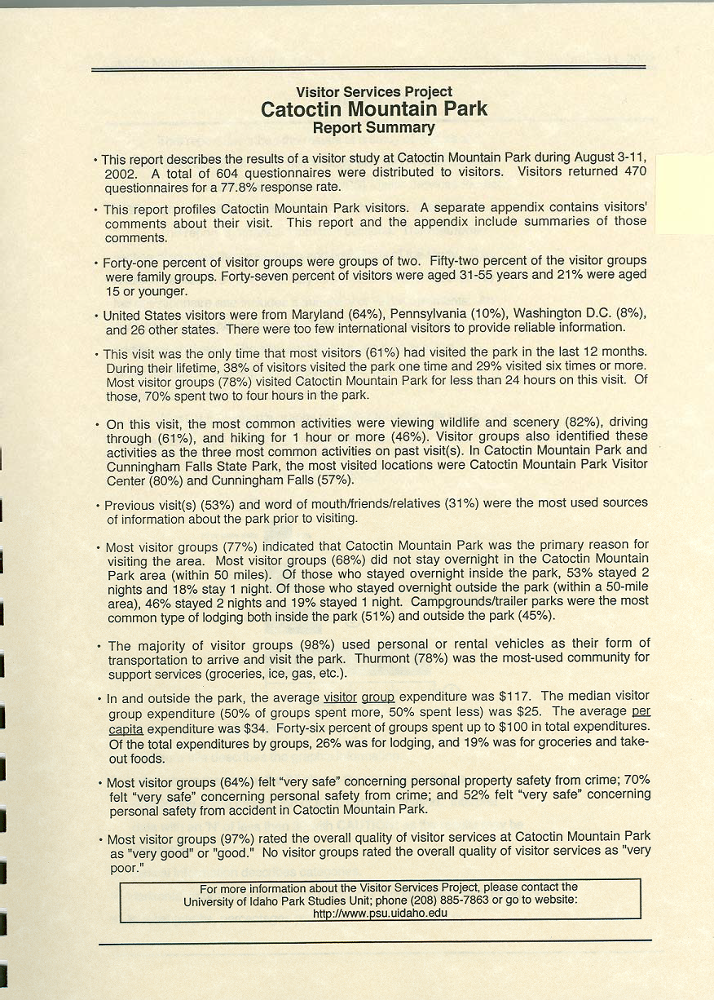 Visitor Services Project
Catoctin Mountain Park
Report Summary
• This report describes the results of a visitor study at Catoctin Mountain Park during August 3-11,
2002. A total of 604 questionnaires were distributed to visitors. Visitors returned 470
questionnaires for a 77.8% response rate.
• This report profiles Catoctin Mountain Park visitors. A separate appendix contains visitors'
comments about their visit. This report and the appendix include summaries of those
comments.
• Forty-one percent of visitor groups were groups of two. Fifty-two percent of the visitor groups
were family groups. Forty-seven percent of visitors were aged 31-55 years and 21% were aged
15 or younger.
• United States visitors were from Maryland (64%), Pennsylvania (10%), Washington D.C. (8%),
and 26 other states. There were too few international visitors to provide reliable information.
• This visit was the only time that most visitors (61%) had visited the park in the last 12 months.
During their lifetime, 38% of visitors visited the park one time and 29% visited six times or more.
Most visitor groups (78%) visited Catoctin Mountain Park for less than 24 hours on this visit. Of
those, 70% spent two to four hours in the park.
• On this visit, the most common activities were viewing wildlife and scenery (82%), driving
through (61%), and hiking for 1 hour or more (46%). Visitor groups also identified these
activities as the three most common activities on past visit(s). In Catoctin Mountain Park and
Cunningham Falls State Park, the most visited locations were Catoctin Mountain Park Visitor
Center (80%) and Cunningham Falls (57%).
• Previous visit(s) (53%) and word of mouth/friends/relatives (31%) were the most used sources
of information about the park prior to visiting.
• Most visitor groups (77%) indicated that Catoctin Mountain Park was the primary reason for
visiting the area. Most visitor groups (68%) did not stay overnight in the Catoctin Mountain
Park area (within 50 miles). Of those who stayed overnight inside the park, 53% stayed 2
nights and 18% stay 1 night. Of those who stayed overnight outside the park (within a 50-mile
area), 46% stayed 2 nights and 19% stayed 1 night. Campgrounds/trailer parks were the most
common type of lodging both inside the park (51%) and outside the park (45%).
• The majority of visitor groups (98%) used personal or rental vehicles as their form of
transportation to arrive and visit the park. Thurmont (78%) was the most-used community for
support services (groceries, ice, gas, etc.).
• In and outside the park, the average visitor group expenditure was $117. The median visitor
group expenditure (50% of groups spent more, 50% spent less) was $25. The average per
capita expenditure was $34. Forty-six percent of groups spent up to $100 in total expenditures.
Of the total expenditures by groups, 26% was for lodging, and 19% was for groceries and take-
out foods.
• Most visitor groups (64%) felt “very safe” concerning personal property safety from crime; 70%
felt “very safe” concerning personal safety from crime; and 52% felt “very safe” concerning
personal safety from accident in Catoctin Mountain Park.
• Most visitor groups (97%) rated the overall quality of visitor services at Catoctin Mountain Park
as "very good" or "good." No visitor groups rated the overall quality of visitor services as "very
poor."
For more information about the Visitor Services Project, please contact the
University of Idaho Park Studies Unit; phone (208) 885-7863 or go to website:
http://www.psu.uidaho.edu